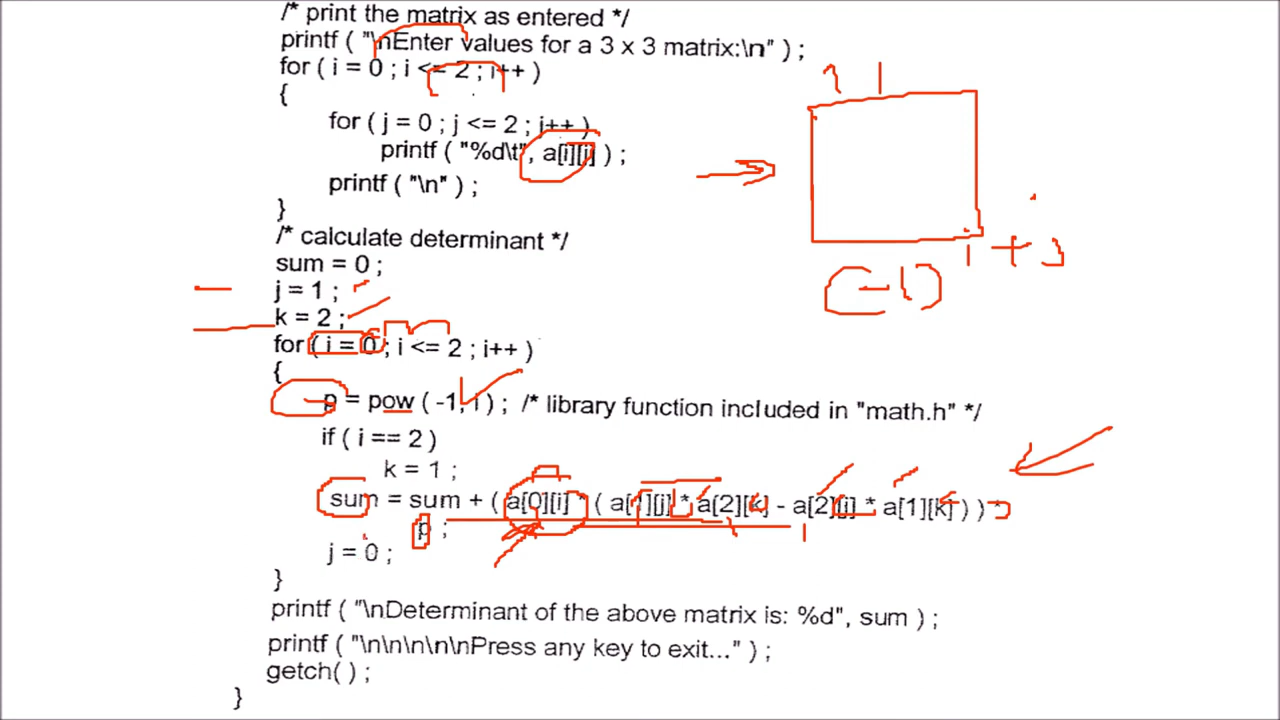 /* print the matrix as entered */
printf ( "\nEnter values for a 3 x 3 matrix:\n" ) ;
for ( i = 0 ; i <= 2 ; i++ )
{
for ( j = 0 ; j <= 2 ; j++ )
printf ( "%d\t", a[i][j] ) ;
printf ( "\n" ) ;
}
/* calculate determinant */
sum = 0 ;
j = 1 ;
k = 2 ;
for ( i = 0 ; i <= 2 ; i++ )
{
p = pow ( -1, i ) ; /* library function included in "math.h" */
if ( i == 2 )
k = 1 ;
sum = sum + ( a[0][i] * ( a[1][j] * a[2][k] - a[2][j] * a[1][k] ) ) *
p ;
j = 0 ;
}
printf ( "\nDeterminant of the above matrix is: %d", sum ) ;
printf ( "\n\n\n\n\nPress any key to exit..." ) ;
getch( ) ;
}
(-1)
i + j